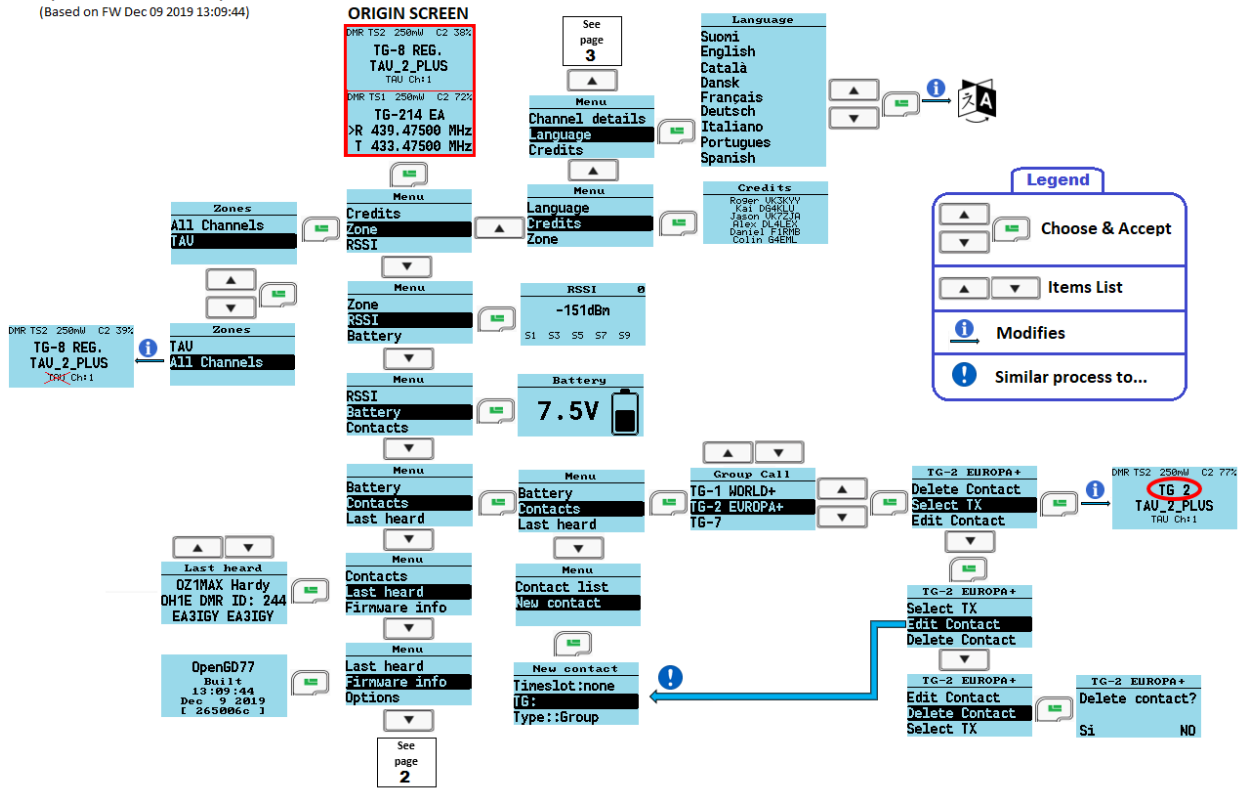 (Based on FW Dec 09 2019 13:09:44)
ORIGIN SCREEN
DMR TS2 250mW C2 38%
TG-8 REG.
TAU_2_PLUS
TAU Ch:1
DMR TS1 250mW C2 72%
TG-214 EA
>R 439.47500 MHz
T 433.47500 MHz
See
page
3
Menu
Channel details
Language
Credits
Language
Suomi
English
Català
Dansk
Français
Deutsch
Italiano
Portugues
Spanish
Menu
Language
Credits
Zone
Credits
Roger VK3KYY
Kai DG4KLU
Jason VK7ZJA
Alex DL4LEX
Daniel F1RMB
Colin G4EML
Legend
Choose & Accept
Items List
Modifies
Similar process to...
Menu
Credits
Zone
RSSI
Zones
All Channels
TAU
Zones
TAU
All Channels
DMR TS2 250mW C2 39%
TG-8 REG.
TAU_2_PLUS
TAU Ch:1
Menu
Zone
RSSI
Battery
RSSI 0
-151dBm
S1 S3 S5 S7 S9
Menu
RSSI
Battery
Contacts
Battery
7.5V
Menu
Battery
Contacts
Last heard
Menu
Battery
Contacts
Last heard
Group Call
TG-1 WORLD+
TG-2 EUROPA+
TG-7
TG-2 EUROPA+
Delete Contact
Select TX
Edit Contact
DMR TS2 250mW C2 77%
TG 2
TAU_2_PLUS
TAU Ch:1
Menu
Contacts
Last heard
Firmware info
Last heard
OZ1MAX Hardy
OH1E DMR ID: 244
EA3IGY EA3IGY
Menu
Contact list
New contact
TG-2 EUROPA+
Select TX
Edit Contact
Delete Contact
Menu
Last heard
Firmware info
Options
OpenGD77
Built
13:09:44
Dec 9 2019
[ 265006c ]
New contact
Timeslot:none
TG:
Type::Group
TG-2 EUROPA+
Edit Contact
Delete Contact
Select TX
TG-2 EUROPA+
Delete contact?
Si NO
See
page
2